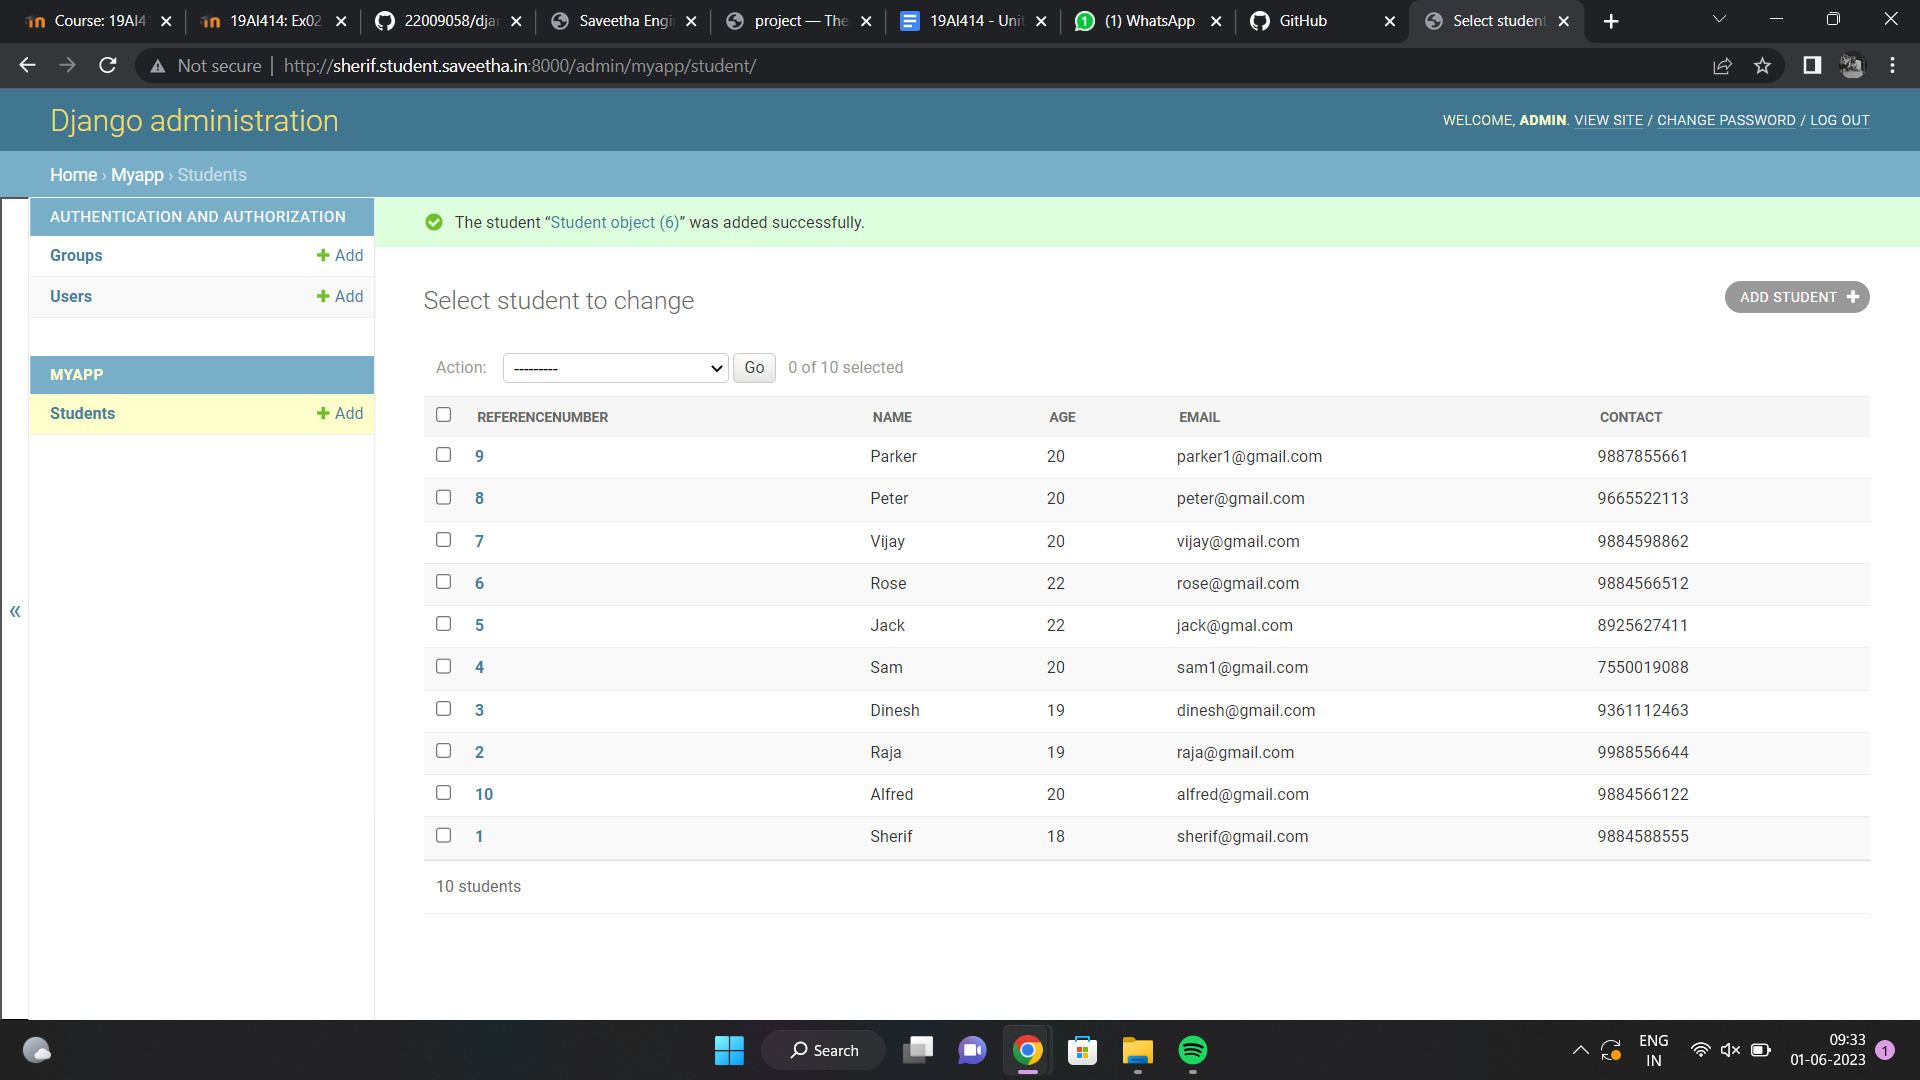 Course: 19AI4
19AI414: Ex02
22009058/djan
Saveetha Engi
project — The
19AI414 - Unit
(1) WhatsApp
GitHub
Select student
Not secure
http://sherif.student.saveetha.in:8000/admin/myapp/student/
Django administration
WELCOME, ADMIN. VIEW SITE / CHANGE PASSWORD / LOG OUT
Home › Myapp › Students
AUTHENTICATION AND AUTHORIZATION
Groups + Add
Users + Add
MYAPP
Students + Add
«
The student “Student object (6)” was added successfully.
Select student to change
ADD STUDENT +
Action: --------- Go 0 of 10 selected
REFERENCENUMBER NAME AGE EMAIL CONTACT
9 Parker 20 parker1@gmail.com 9887855661
8 Peter 20 peter@gmail.com 9665522113
7 Vijay 20 vijay@gmail.com 9884598862
6 Rose 22 rose@gmail.com 9884566512
5 Jack 22 jack@gmal.com 8925627411
4 Sam 20 sam1@gmail.com 7550019088
3 Dinesh 19 dinesh@gmail.com 9361112463
2 Raja 19 raja@gmail.com 9988556644
10 Alfred 20 alfred@gmail.com 9884566122
1 Sherif 18 sherif@gmail.com 9884588555
10 students
Search
ENG
IN
09:33
01-06-2023
1